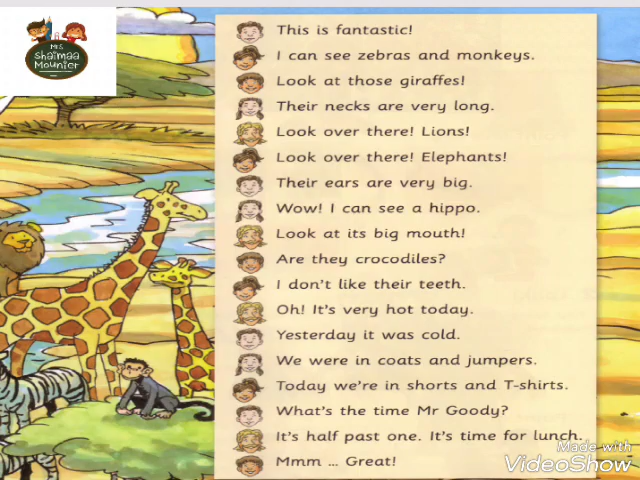 Mrs
Shaimaa
Mounier
This is fantastic!
I can see zebras and monkeys.
Look at those giraffes!
Their necks are very long.
Look over there! Lions!
Look over there! Elephants!
Their ears are very big.
Wow! I can see a hippo.
Look at its big mouth!
Are they crocodiles?
I don't like their teeth.
Oh! It's very hot today.
Yesterday it was cold.
We were in coats and jumpers.
Today we're in shorts and T-shirts.
What's the time Mr Goody?
It's half past one. It's time for lunch.
Mmm ... Great!
Made with
VideoShow